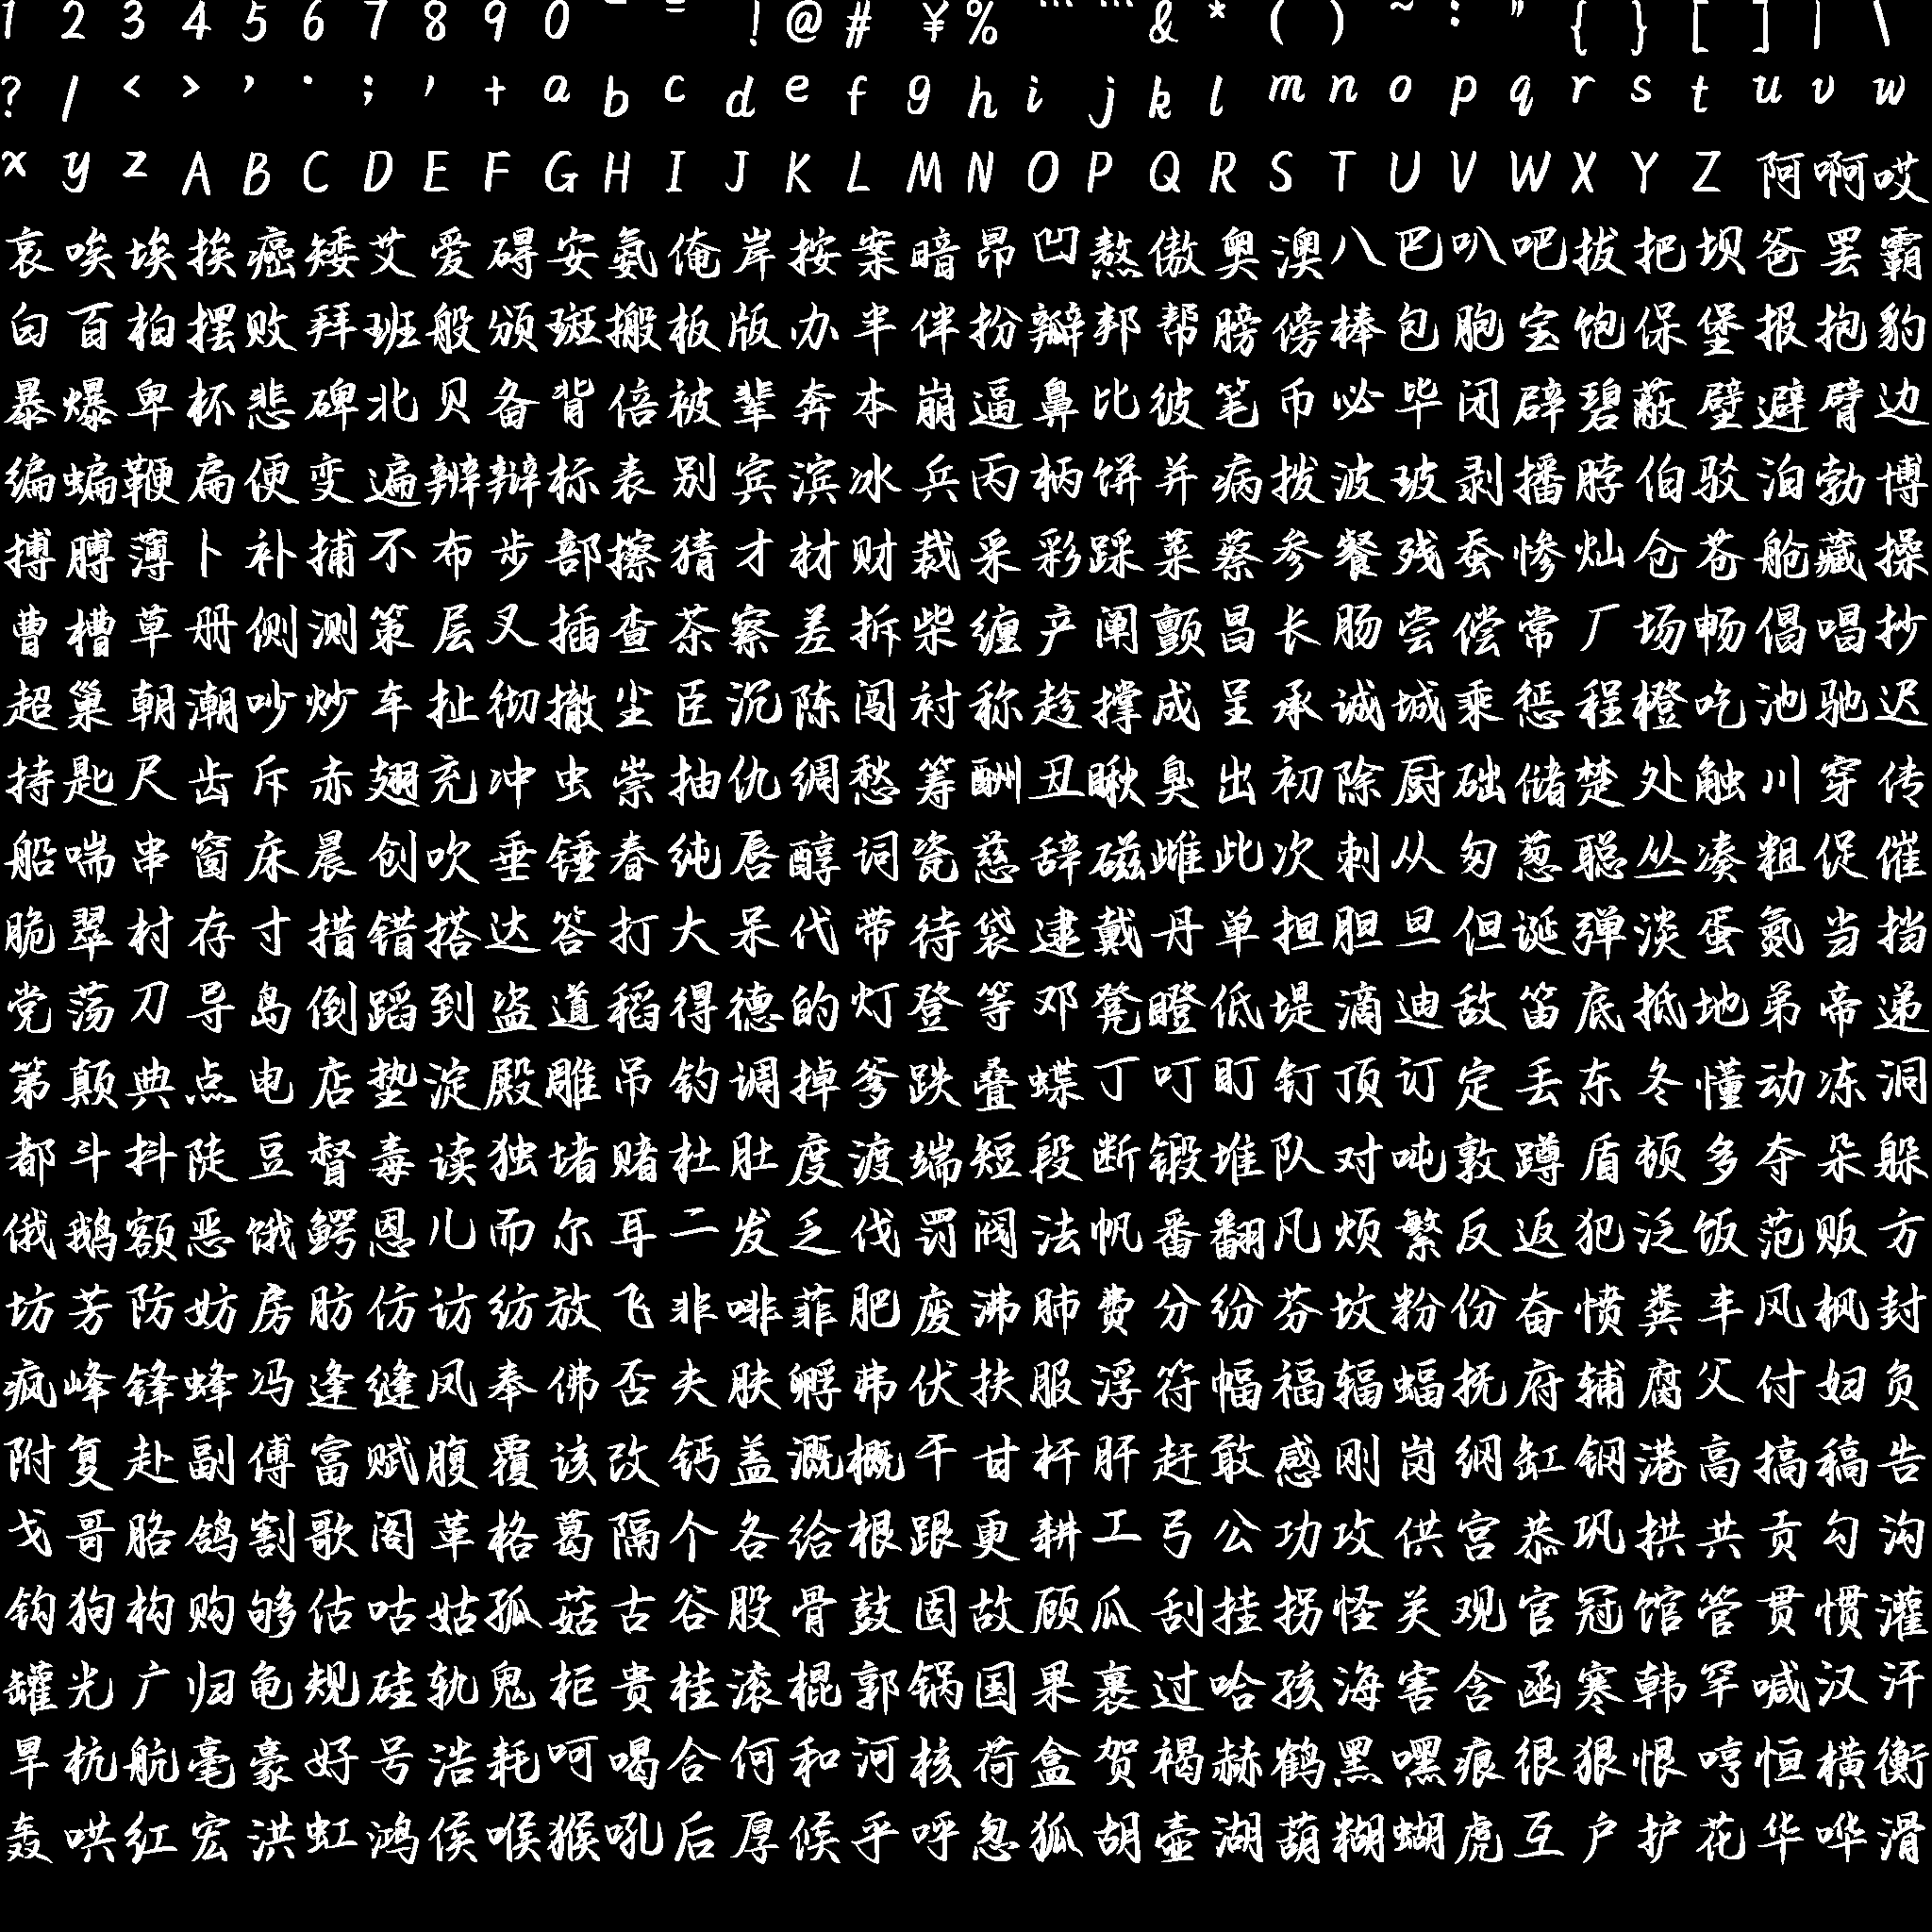 1 2 3 4 5 6 7 8 9 0 - = ! @ # ¥ % … … & * ( ) ~ : " { } [ ] | \
? / < > , . ; ' + a b c d e f g h i j k l m n o p q r s t u v w
x y z A B C D E F G H I J K L M N O P Q R S T U V W X Y Z 阿 啊 哎
哀 唉 埃 挨 癌 矮 艾 爱 碍 安 氨 俺 岸 按 案 暗 昂 凹 熬 傲 奥 澳 八 巴 叭 吧 拔 把 坝 爸 罢 霸
白 百 柏 摆 败 拜 班 般 颁 斑 搬 板 版 办 半 伴 扮 瓣 邦 帮 膀 傍 棒 包 胞 宝 饱 保 堡 报 抱 豹
暴 爆 卑 杯 悲 碑 北 贝 备 背 倍 被 辈 奔 本 崩 逼 鼻 比 彼 笔 币 必 毕 闭 辟 碧 蔽 壁 避 臂 边
编 蝙 鞭 扁 便 变 遍 辨 辩 标 表 别 宾 滨 冰 兵 丙 柄 饼 并 病 拨 波 玻 剥 播 脖 伯 驳 泊 勃 博
搏 膊 薄 卜 补 捕 不 布 步 部 擦 猜 才 材 财 裁 采 彩 踩 菜 蔡 参 餐 残 蚕 惨 灿 仓 苍 舱 藏 操
曹 槽 草 册 侧 测 策 层 叉 插 查 茶 察 差 拆 柴 缠 产 阐 颤 昌 长 肠 尝 偿 常 厂 场 畅 倡 唱 抄
超 巢 朝 潮 吵 炒 车 扯 彻 撤 尘 臣 沉 陈 闯 衬 称 趁 撑 成 呈 承 诚 城 乘 惩 程 橙 吃 池 驰 迟
持 匙 尺 齿 斥 赤 翅 充 冲 虫 崇 抽 仇 绸 愁 筹 酬 丑 瞅 臭 出 初 除 厨 础 储 楚 处 触 川 穿 传
船 喘 串 窗 床 晨 创 吹 垂 锤 春 纯 唇 醇 词 瓷 慈 辞 磁 雌 此 次 刺 从 匆 葱 聪 丛 凑 粗 促 催
脆 翠 村 存 寸 措 错 搭 达 答 打 大 呆 代 带 待 袋 逮 戴 丹 单 担 胆 旦 但 诞 弹 淡 蛋 氮 当 挡
党 荡 刀 导 岛 倒 蹈 到 盗 道 稻 得 德 的 灯 登 等 邓 凳 瞪 低 堤 滴 迪 敌 笛 底 抵 地 弟 帝 递
第 颠 典 点 电 店 垫 淀 殿 雕 吊 钓 调 掉 爹 跌 叠 蝶 丁 叮 盯 钉 顶 订 定 丢 东 冬 懂 动 冻 洞
都 斗 抖 陡 豆 督 毒 读 独 堵 赌 杜 肚 度 渡 端 短 段 断 锻 堆 队 对 吨 敦 蹲 盾 顿 多 夺 朵 躲
俄 鹅 额 恶 饿 鳄 恩 儿 而 尔 耳 二 发 乏 伐 罚 阀 法 帆 番 翻 凡 烦 繁 反 返 犯 泛 饭 范 贩 方
坊 芳 防 妨 房 肪 仿 访 纺 放 飞 非 啡 菲 肥 废 沸 肺 费 分 纷 芬 坟 粉 份 奋 愤 粪 丰 风 枫 封
疯 峰 锋 蜂 冯 逢 缝 凤 奉 佛 否 夫 肤 孵 弗 伏 扶 服 浮 符 幅 福 辐 蝠 抚 府 辅 腐 父 付 妇 负
附 复 赴 副 傅 富 赋 腹 覆 该 改 钙 盖 溉 概 干 甘 杆 肝 赶 敢 感 刚 岗 纲 缸 钢 港 高 搞 稿 告
戈 哥 胳 鸽 割 歌 阁 革 格 葛 隔 个 各 给 根 跟 更 耕 工 弓 公 功 攻 供 宫 恭 巩 拱 共 贡 勾 沟
钩 狗 构 购 够 估 咕 姑 孤 菇 古 谷 股 骨 鼓 固 故 顾 瓜 刮 挂 拐 怪 关 观 官 冠 馆 管 贯 惯 灌
罐 光 广 归 龟 规 硅 轨 鬼 柜 贵 桂 滚 棍 郭 锅 国 果 裹 过 哈 孩 海 害 含 函 寒 韩 罕 喊 汉 汗
旱 杭 航 毫 豪 好 号 浩 耗 呵 喝 合 何 和 河 核 荷 盒 贺 褐 赫 鹤 黑 嘿 痕 很 狠 恨 哼 恒 横 衡
轰 哄 红 宏 洪 虹 鸿 侯 喉 猴 吼 后 厚 候 乎 呼 忽 狐 胡 壶 湖 葫 糊 蝴 虎 互 户 护 花 华 哗 滑